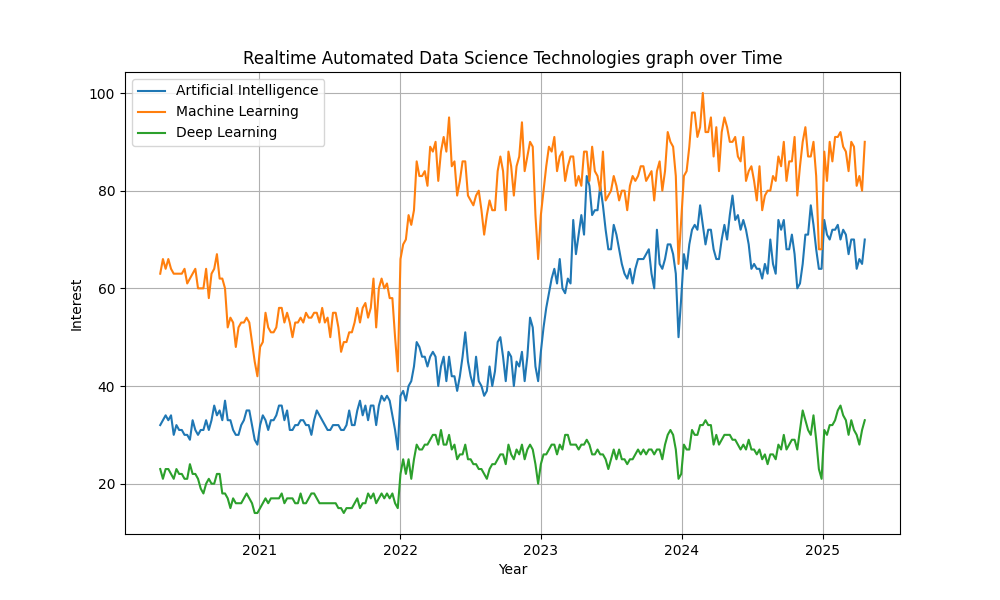 Realtime Automated Data Science Technologies graph over Time
Artificial Intelligence
Machine Learning
Deep Learning
100
80
60
40
20
Interest
2021 2022 2023 2024 2025
Year